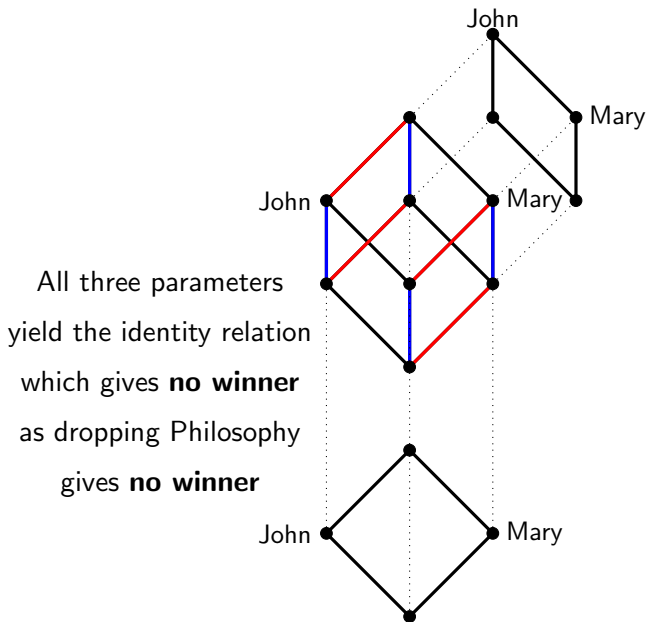 John
Mary
John
Mary
All three parameters
yield the identity relation
which gives no winner
as dropping Philosophy
gives no winner
John
Mary